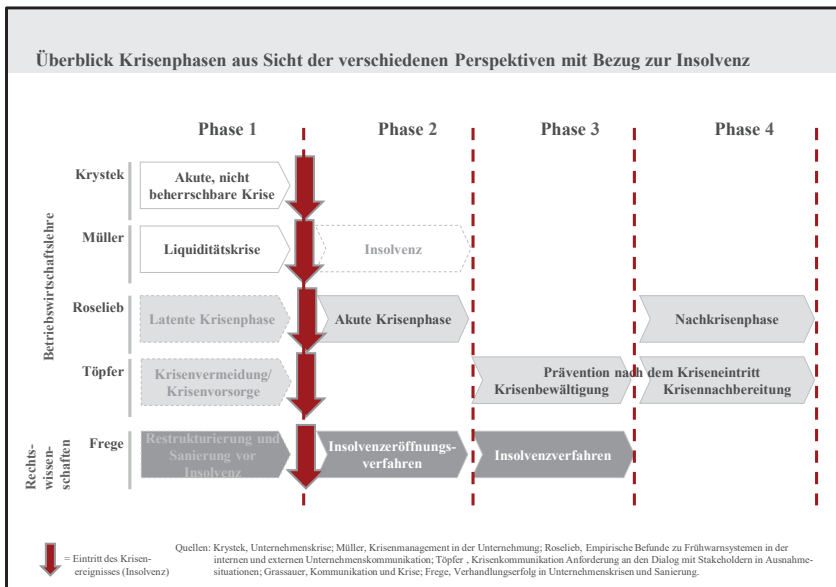 Überblick Krisenphasen aus Sicht der verschiedenen Perspektiven mit Bezug zur Insolvenz
Phase 1
Phase 2
Phase 3
Phase 4
Betriebswirtschaftslehre
Krystek
Akute, nicht
beherrschbare Krise
Müller
Liquiditätskrise
Insolvenz
Roselieb
Latente Krisenphase
Akute Krisenphase
Nachkrisenphase
Töpfer
Krisenvermeidung/
Krisenvorsorge
Prävention nach dem Kriseneintritt
Krisenbewältigung
Krisennachbereitung
Rechts-
wissen-
schaften
Frege
Restrukturierung und
Sanierung vor
Insolvenz
Insolvenzeröffnungs-
verfahren
Insolvenzverfahren
= Eintritt des Krisen-
ereignisses (Insolvenz)
Quellen: Krystek, Unternehmenskrise; Müller, Krisenmanagement in der Unternehmung; Roselieb, Empirische Befunde zu Frühwarnsystemen in der
internen und externen Unternehmenskommunikation; Töpfer , Krisenkommunikation Anforderung an den Dialog mit Stakeholdern in Ausnahme-
situationen; Grassauer, Kommunikation und Krise; Frege, Verhandlungserfolg in Unternehmenskrisen und Sanierung.